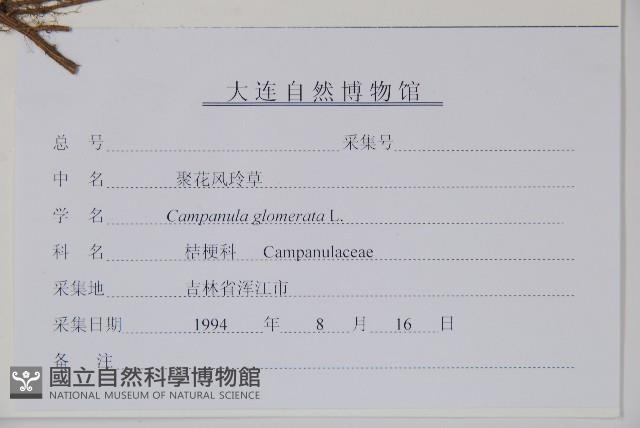 大连自然博物馆
总 号 采集号
中 名 聚花风玲草
学 名 Campanula glomerata L.
科 名 桔梗科 Campanulaceae
采集地 吉林省浑江市
采集日期 1994 年 8 月 16 日
备 注
國立自然科學博物館
NATIONAL MUSEUM OF NATURAL SCIENCE